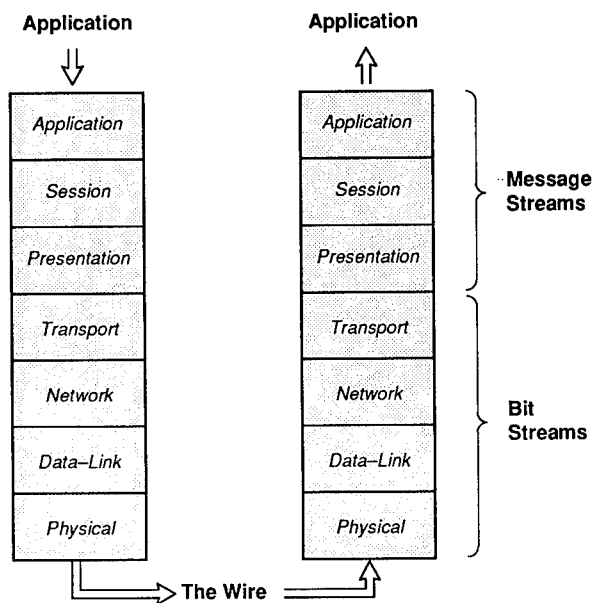 Application
Application
Application
Session
Presentation
Transport
Network
Data–Link
Physical
Application
Session
Presentation
Transport
Network
Data–Link
Physical
Message
Streams
Bit
Streams
The Wire